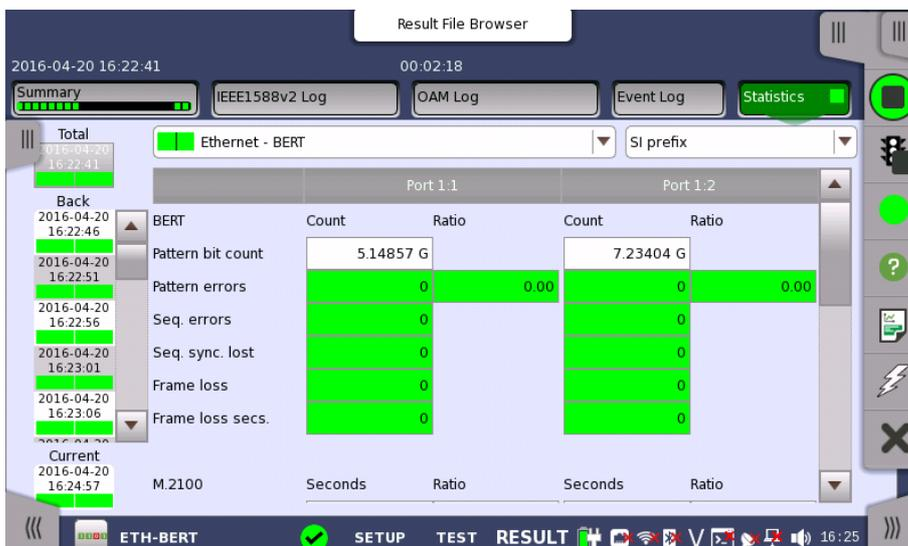 Result File Browser
2016-04-20 16:22:41 00:02:18
Summary IEEE1588v2 Log OAM Log Event Log Statistics
Total
16:22:41
Ethernet - BERT SI prefix
Port 1:1 Port 1:2
Back
2016-04-20
16:22:46
2016-04-20
16:22:51
2016-04-20
16:22:56
2016-04-20
16:23:01
2016-04-20
16:23:06
Current
2016-04-20
16:24:57
BERT Count Ratio Count Ratio
Pattern bit count 5.14857 G 7.23404 G
Pattern errors 0 0.00 0 0.00
Seq. errors 0 0
Seq. sync. lost 0 0
Frame loss 0 0
Frame loss secs. 0 0
M.2100 Seconds Ratio Seconds Ratio
ETH-BERT SETUP TEST RESULT 16:25